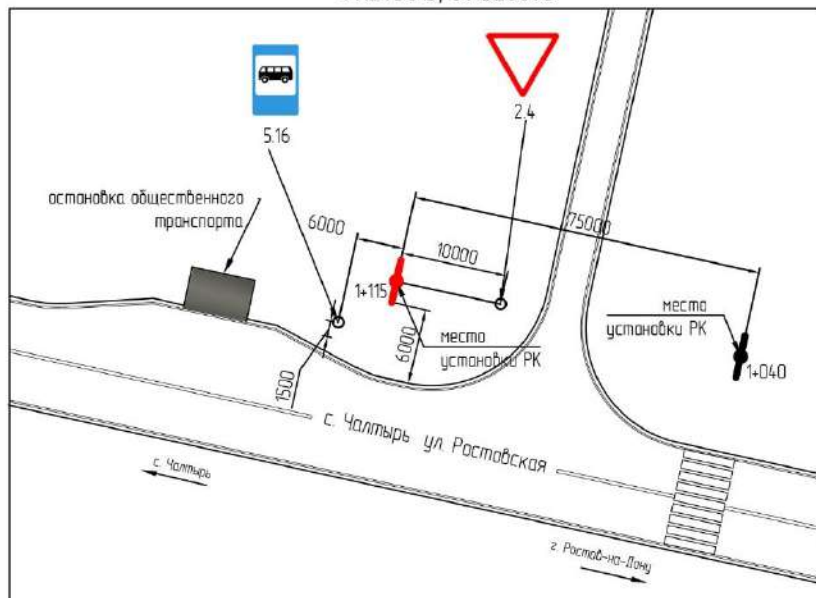 5.16
2.4
остановка общественного
транспорта
6000
75000
10000
1+115
место
установки РК
6000
1500
место
установки РК
1+040
с. Чалтырь ул. Ростовская
с. Чалтырь
г. Ростов-на-Дону